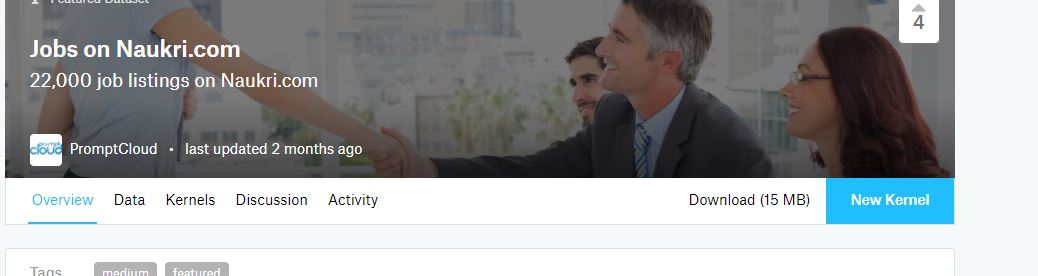 Featured Dataset
4
Jobs on Naukri.com
22,000 job listings on Naukri.com
cloud
PromptCloud • last updated 2 months ago
Overview Data Kernels Discussion Activity Download (15 MB) New Kernel
Tags medium featured